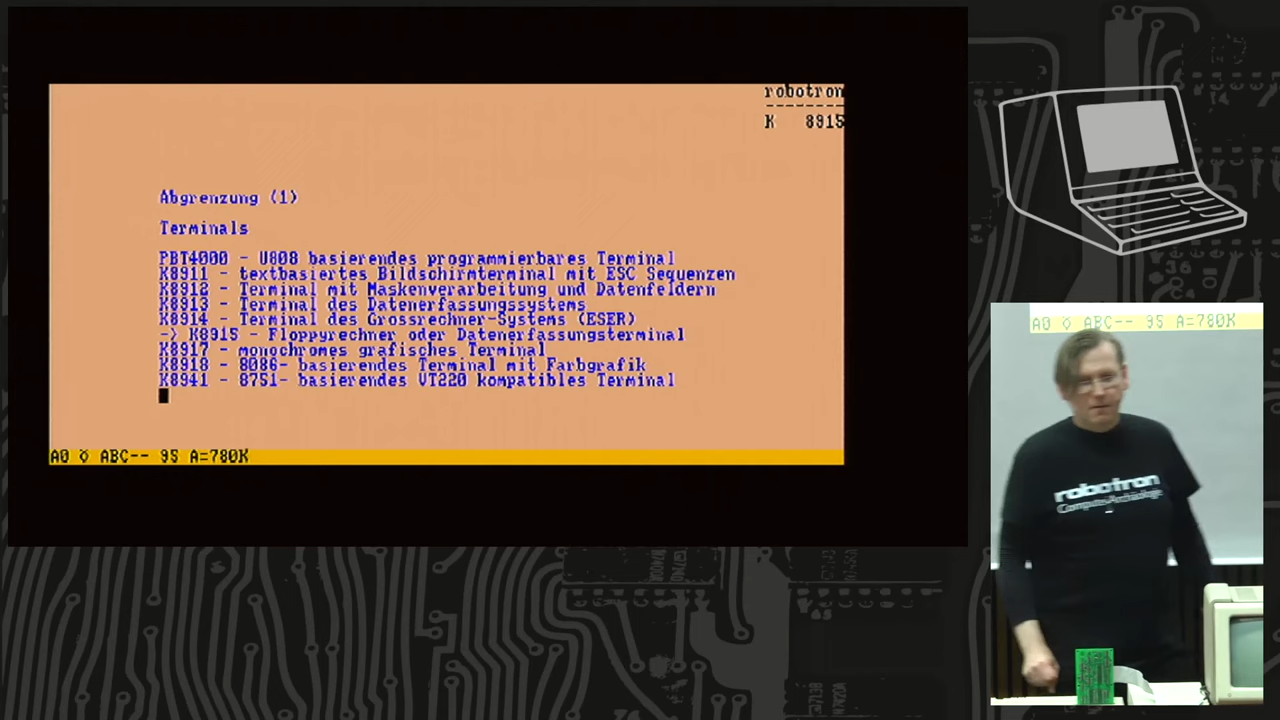 robotron
--------
K 8915
Abgrenzung (1)
Terminals
PBT4000 - U808 basierendes programmierbares Terminal
K8911 - textbasiertes Bildschirmterminal mit ESC Sequenzen
K8912 - Terminal mit Maskenverarbeitung und Datenfeldern
K8913 - Terminal des Datenerfassungssystems
K8914 - Terminal des Grossrechner-Systems (ESER)
-> K8915 - Floppyrechner oder Datenerfassungsterminal
K8917 - monochromes grafisches Terminal
K8918 - 8086- basierendes Terminal mit Farbgrafik
K8941 - 8751- basierendes VT220 kompatibles Terminal
A0 ABC-- 95 A=780K
A0 ABC-- 95 A=780K
robotron